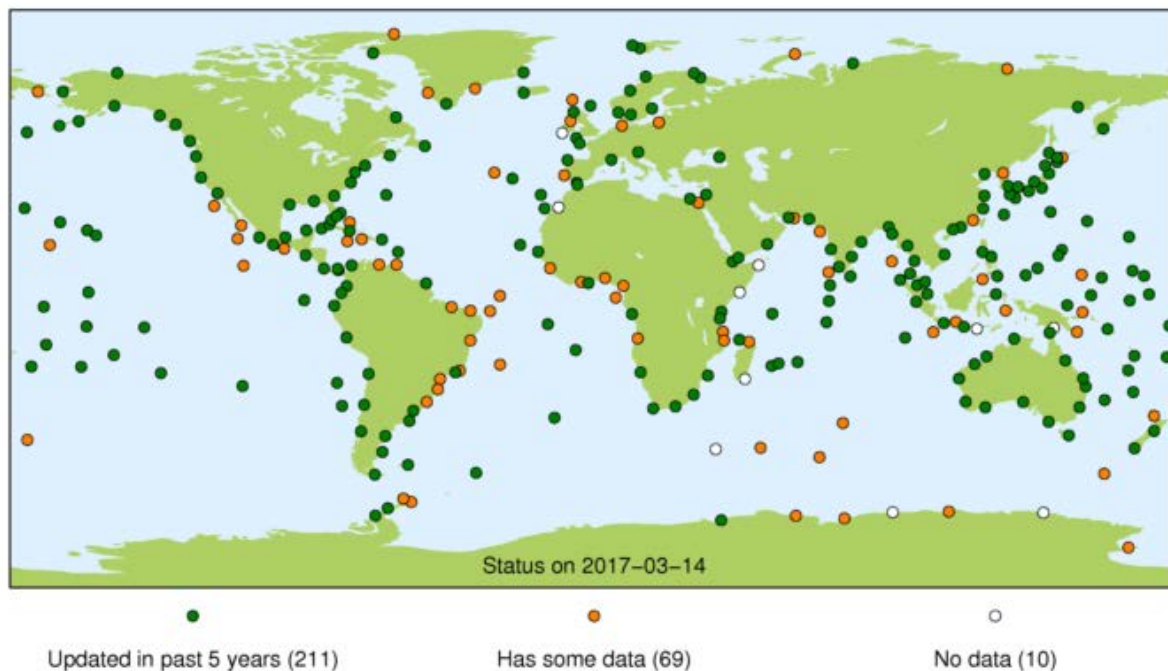 Status on 2017−03−14
Updated in past 5 years (211)
Has some data (69)
No data (10)